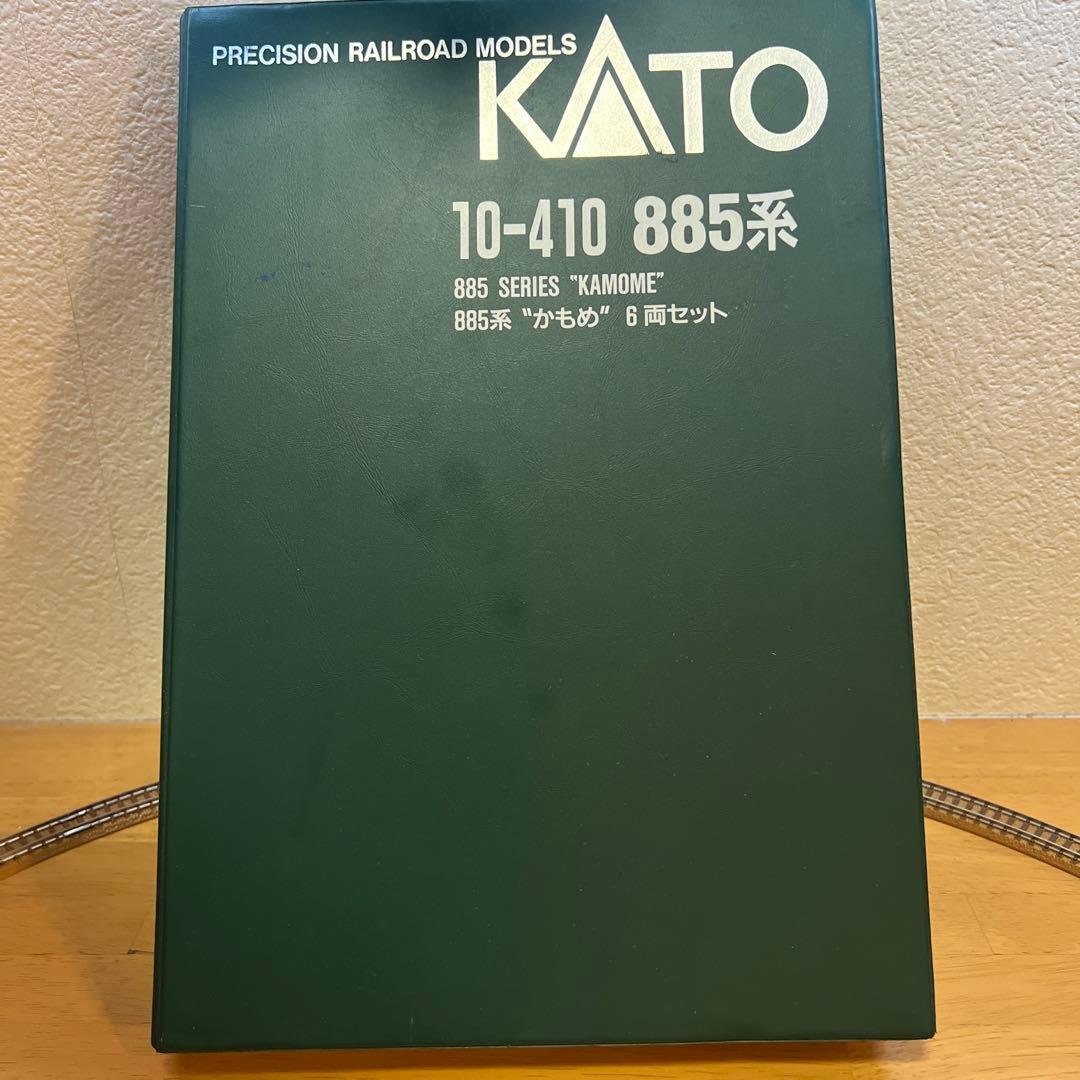 PRECISION RAILROAD MODELS
KATO
10-410 885系
885 SERIES "KAMOME"
885系 "かもめ" 6両セット